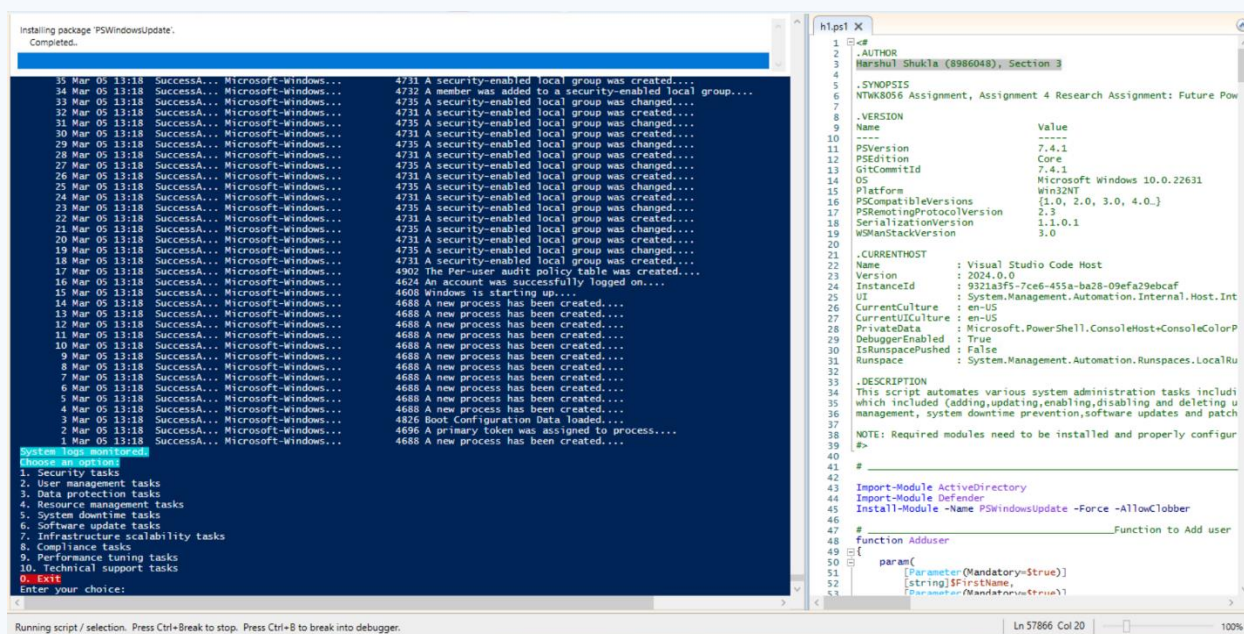 Installing package 'PSWindowsUpdate'.
Completed..
35 Mar 05 13:18 SuccessA... Microsoft-Windows... 4731 A security-enabled local group was created....
34 Mar 05 13:18 SuccessA... Microsoft-Windows... 4732 A member was added to a security-enabled local group....
33 Mar 05 13:18 SuccessA... Microsoft-Windows... 4735 A security-enabled local group was changed....
32 Mar 05 13:18 SuccessA... Microsoft-Windows... 4731 A security-enabled local group was created....
31 Mar 05 13:18 SuccessA... Microsoft-Windows... 4735 A security-enabled local group was changed....
30 Mar 05 13:18 SuccessA... Microsoft-Windows... 4731 A security-enabled local group was created....
29 Mar 05 13:18 SuccessA... Microsoft-Windows... 4735 A security-enabled local group was changed....
28 Mar 05 13:18 SuccessA... Microsoft-Windows... 4731 A security-enabled local group was created....
27 Mar 05 13:18 SuccessA... Microsoft-Windows... 4735 A security-enabled local group was changed....
26 Mar 05 13:18 SuccessA... Microsoft-Windows... 4731 A security-enabled local group was created....
25 Mar 05 13:18 SuccessA... Microsoft-Windows... 4735 A security-enabled local group was changed....
24 Mar 05 13:18 SuccessA... Microsoft-Windows... 4731 A security-enabled local group was created....
23 Mar 05 13:18 SuccessA... Microsoft-Windows... 4735 A security-enabled local group was changed....
22 Mar 05 13:18 SuccessA... Microsoft-Windows... 4731 A security-enabled local group was created....
21 Mar 05 13:18 SuccessA... Microsoft-Windows... 4735 A security-enabled local group was changed....
20 Mar 05 13:18 SuccessA... Microsoft-Windows... 4731 A security-enabled local group was created....
19 Mar 05 13:18 SuccessA... Microsoft-Windows... 4735 A security-enabled local group was changed....
18 Mar 05 13:18 SuccessA... Microsoft-Windows... 4731 A security-enabled local group was created....
17 Mar 05 13:18 SuccessA... Microsoft-Windows... 4902 The Per-user audit policy table was created....
16 Mar 05 13:18 SuccessA... Microsoft-Windows... 4624 An account was successfully logged on....
15 Mar 05 13:18 SuccessA... Microsoft-Windows... 4608 Windows is starting up....
14 Mar 05 13:18 SuccessA... Microsoft-Windows... 4688 A new process has been created....
13 Mar 05 13:18 SuccessA... Microsoft-Windows... 4688 A new process has been created....
12 Mar 05 13:18 SuccessA... Microsoft-Windows... 4688 A new process has been created....
11 Mar 05 13:18 SuccessA... Microsoft-Windows... 4688 A new process has been created....
10 Mar 05 13:18 SuccessA... Microsoft-Windows... 4688 A new process has been created....
9 Mar 05 13:18 SuccessA... Microsoft-Windows... 4688 A new process has been created....
8 Mar 05 13:18 SuccessA... Microsoft-Windows... 4688 A new process has been created....
7 Mar 05 13:18 SuccessA... Microsoft-Windows... 4688 A new process has been created....
6 Mar 05 13:18 SuccessA... Microsoft-Windows... 4688 A new process has been created....
5 Mar 05 13:18 SuccessA... Microsoft-Windows... 4688 A new process has been created....
4 Mar 05 13:18 SuccessA... Microsoft-Windows... 4688 A new process has been created....
3 Mar 05 13:18 SuccessA... Microsoft-Windows... 4826 Boot Configuration Data loaded....
2 Mar 05 13:18 SuccessA... Microsoft-Windows... 4696 A primary token was assigned to process....
1 Mar 05 13:18 SuccessA... Microsoft-Windows... 4688 A new process has been created....
System logs monitored.
Choose an option:
1. Security tasks
2. User management tasks
3. Data protection tasks
4. Resource management tasks
5. System downtime tasks
6. Software update tasks
7. Infrastructure scalability tasks
8. Compliance tasks
9. Performance tuning tasks
10. Technical support tasks
0. Exit
Enter your choice:
h1.ps1 X
1 <#
2 .AUTHOR
3 Harshul Shukla (8986048), Section 3
4
5 .SYNOPSIS
6 NTWK8056 Assignment, Assignment 4 Research Assignment: Future Pow
7
8 .VERSION
9 Name Value
10 ---- -----
11 PSVersion 7.4.1
12 PSEdition Core
13 GitCommitId 7.4.1
14 OS Microsoft Windows 10.0.22631
15 Platform Win32NT
16 PSCompatibleVersions {1.0, 2.0, 3.0, 4.0…}
17 PSRemotingProtocolVersion 2.3
18 SerializationVersion 1.1.0.1
19 WSManStackVersion 3.0
20
21 .CURRENTHOST
22 Name : Visual Studio Code Host
23 Version : 2024.0.0
24 InstanceId : 9321a3f5-7ce6-455a-ba28-09efa29ebcaf
25 UI : System.Management.Automation.Internal.Host.Int
26 CurrentCulture : en-US
27 CurrentUICulture : en-US
28 PrivateData : Microsoft.PowerShell.ConsoleHost+ConsoleColorP
29 DebuggerEnabled : True
30 IsRunspacePushed : False
31 Runspace : System.Management.Automation.Runspaces.LocalRu
32
33 .DESCRIPTION
34 This script automates various system administration tasks includi
35 which included (adding,updating,enabling,disabling and deleting u
36 management, system downtime prevention,software updates and patch
37
38 NOTE: Required modules need to be installed and properly configur
39 #>
40
41 # ___
42
43 Import-Module ActiveDirectory
44 Import-Module Defender
45 Install-Module -Name PSWindowsUpdate -Force -AllowClobber
46
47 # ___Function to Add user
48 function Adduser
49 {
50 param(
51 [Parameter(Mandatory=$true)]
52 [string]$FirstName,
53 [Parameter(Mandatory=$true)]
Running script / selection. Press Ctrl+Break to stop. Press Ctrl+B to break into debugger.
Ln 57866 Col 20
100%